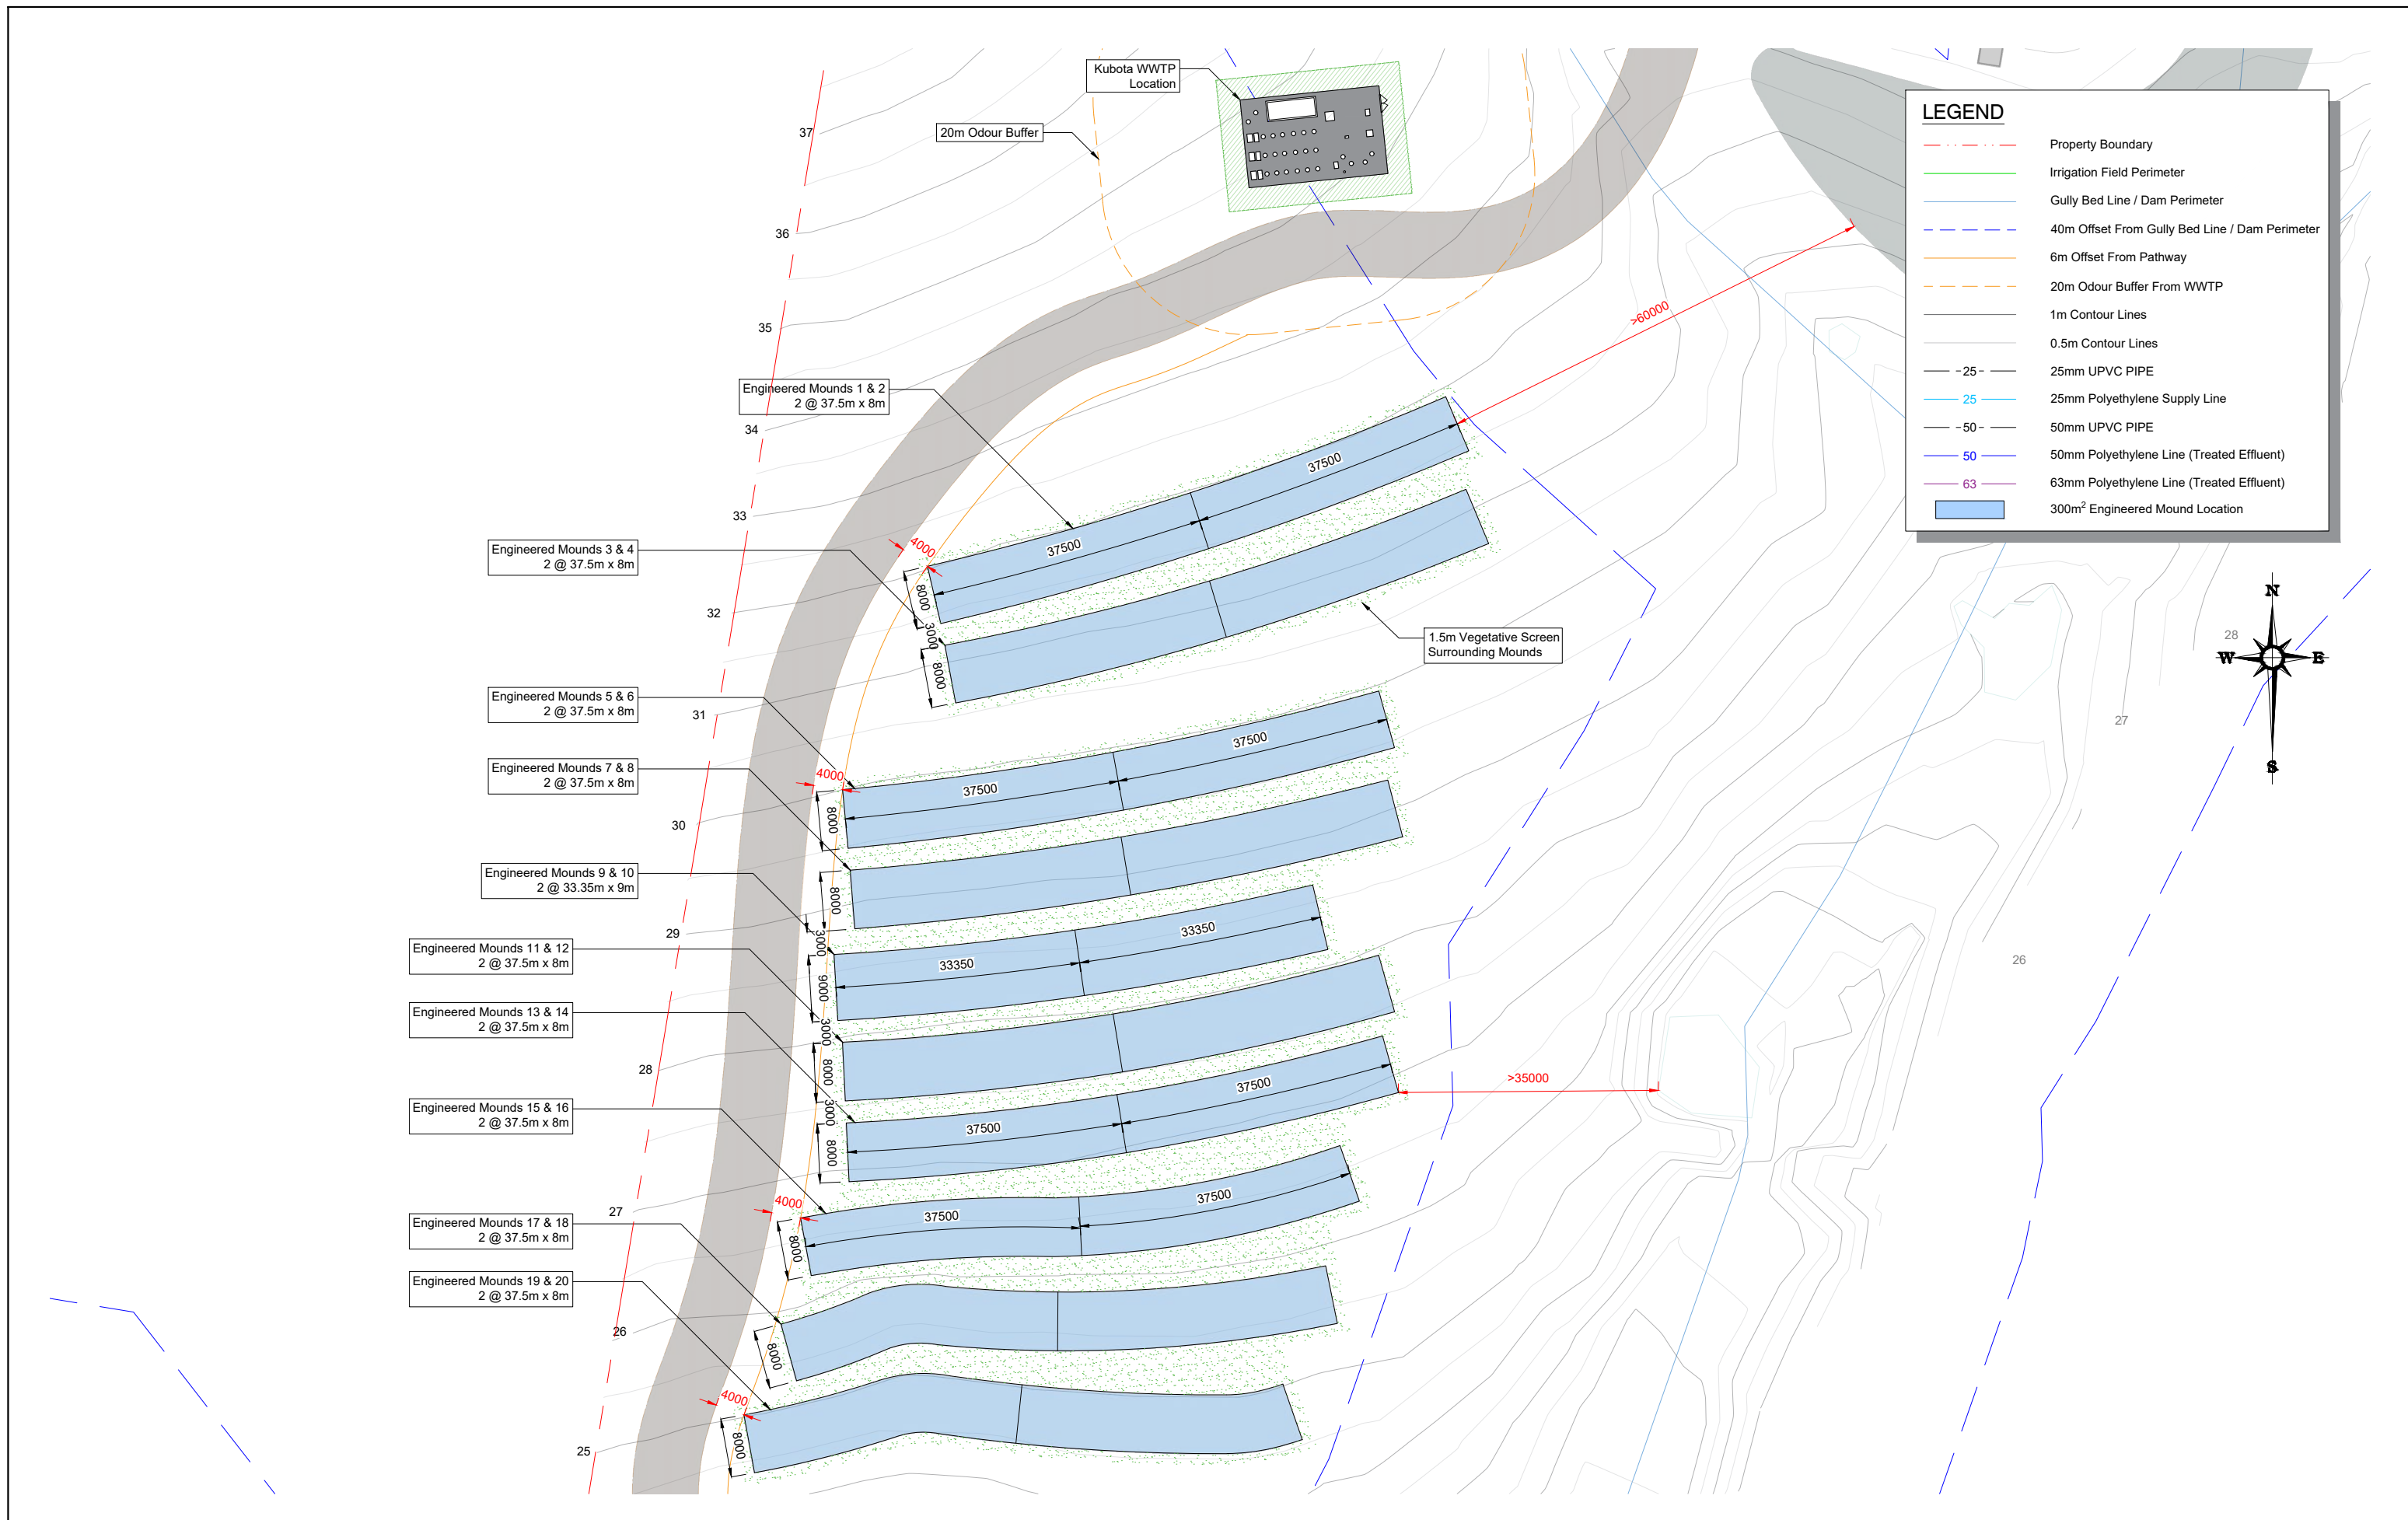 Kubota WWTP
Location
20m Odour Buffer
37
36
35
34
33
32
31
30
29
28
27
26
25
Engineered Mounds 1 & 2
2 @ 37.5m x 8m
Engineered Mounds 3 & 4
2 @ 37.5m x 8m
Engineered Mounds 5 & 6
2 @ 37.5m x 8m
Engineered Mounds 7 & 8
2 @ 37.5m x 8m
Engineered Mounds 9 & 10
2 @ 33.35m x 9m
Engineered Mounds 11 & 12
2 @ 37.5m x 8m
Engineered Mounds 13 & 14
2 @ 37.5m x 8m
Engineered Mounds 15 & 16
2 @ 37.5m x 8m
Engineered Mounds 17 & 18
2 @ 37.5m x 8m
Engineered Mounds 19 & 20
2 @ 37.5m x 8m
>60000
37500
37500
4000
8000
3000
8000
1.5m Vegetative Screen
Surrounding Mounds
4000
37500
37500
8000
8000
3000
33350
33350
9000
3000
8000
3000
37500
37500
8000
>35000
4000
37500
37500
8000
8000
4000
8000
LEGEND
Property Boundary
Irrigation Field Perimeter
Gully Bed Line / Dam Perimeter
40m Offset From Gully Bed Line / Dam Perimeter
6m Offset From Pathway
20m Odour Buffer From WWTP
1m Contour Lines
0.5m Contour Lines
25 25mm UPVC PIPE
25 25mm Polyethylene Supply Line
50 50mm UPVC PIPE
50 50mm Polyethylene Line (Treated Effluent)
63 63mm Polyethylene Line (Treated Effluent)
300m² Engineered Mound Location
N
W E
S
28
27
26